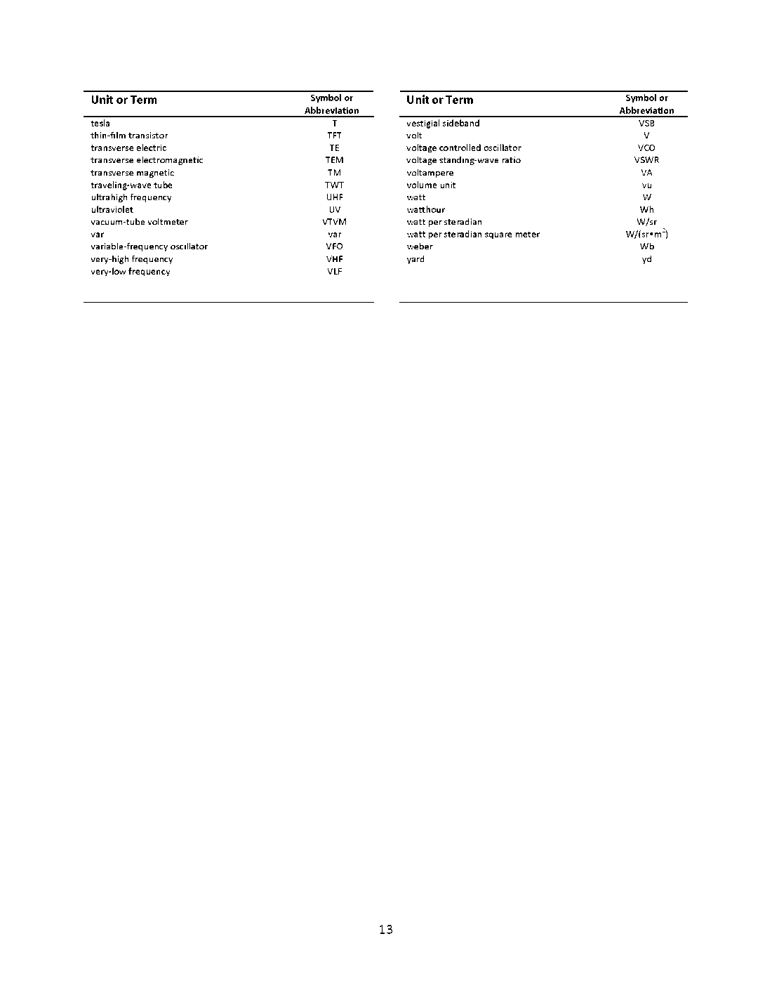 Unit or Term Symbol or
Abbreviation
tesla T
thin-film transistor TFT
transverse electric TE
transverse electromagnetic TEM
transverse magnetic TM
traveling-wave tube TWT
ultrahigh frequency UHF
ultraviolet UV
vacuum-tube voltmeter VTVM
var var
variable-frequency oscillator VFO
very-high frequency VHF
very-low frequency VLF
Unit or Term Symbol or
Abbreviation
vestigial sideband VSB
volt V
voltage controlled oscillator VCO
voltage standing-wave ratio VSWR
voltampere VA
volume unit vu
watt W
watthour Wh
watt per steradian W/sr
watt per steradian square meter W/(sr•m²)
weber Wb
yard yd
13